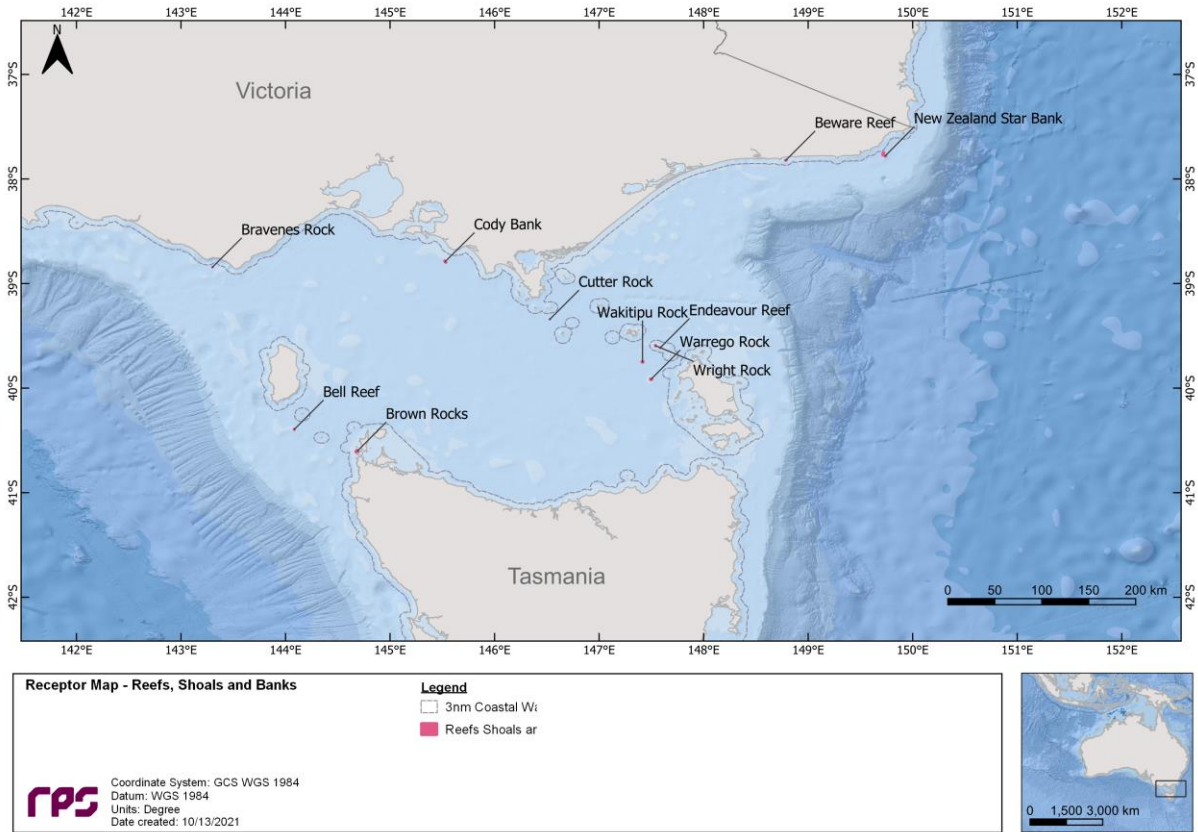 142°E 143°E 144°E 145°E 146°E 147°E 148°E 149°E 150°E 151°E 152°E
N
37°S
37°S
Victoria
Beware Reef
New Zealand Star Bank
38°S
38°S
Bravenes Rock
Cody Bank
39°S
39°S
Cutter Rock
Wakitipu Rock
Endeavour Reef
Warrego Rock
Wright Rock
40°S
40°S
Bell Reef
Brown Rocks
41°S
41°S
Tasmania
0 50 100 150 200 km
42°S
42°S
142°E 143°E 144°E 145°E 146°E 147°E 148°E 149°E 150°E 151°E 152°E
Receptor Map - Reefs, Shoals and Banks
Legend
3nm Coastal Wa
Reefs Shoals ar
rps
Coordinate System: GCS WGS 1984
Datum: WGS 1984
Units: Degree
Date created: 10/13/2021
0 1,500 3,000 km